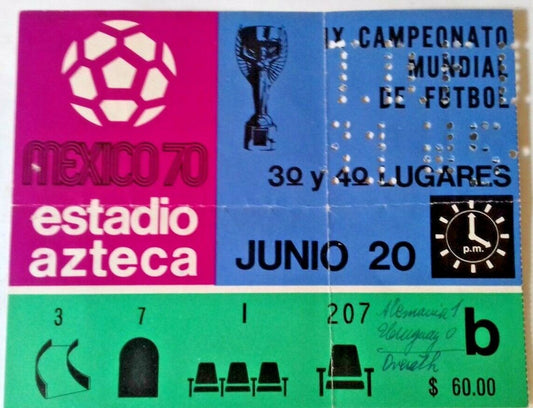 IX CAMPEONATO
MUNDIAL
DE FUTBOL
MEXICO 70
3º y 4º LUGARES
estadio
azteca
JUNIO 20
p.m.
3 7 I 207
Alemania 1
Uruguay 0
Overath
b
$ 60.00